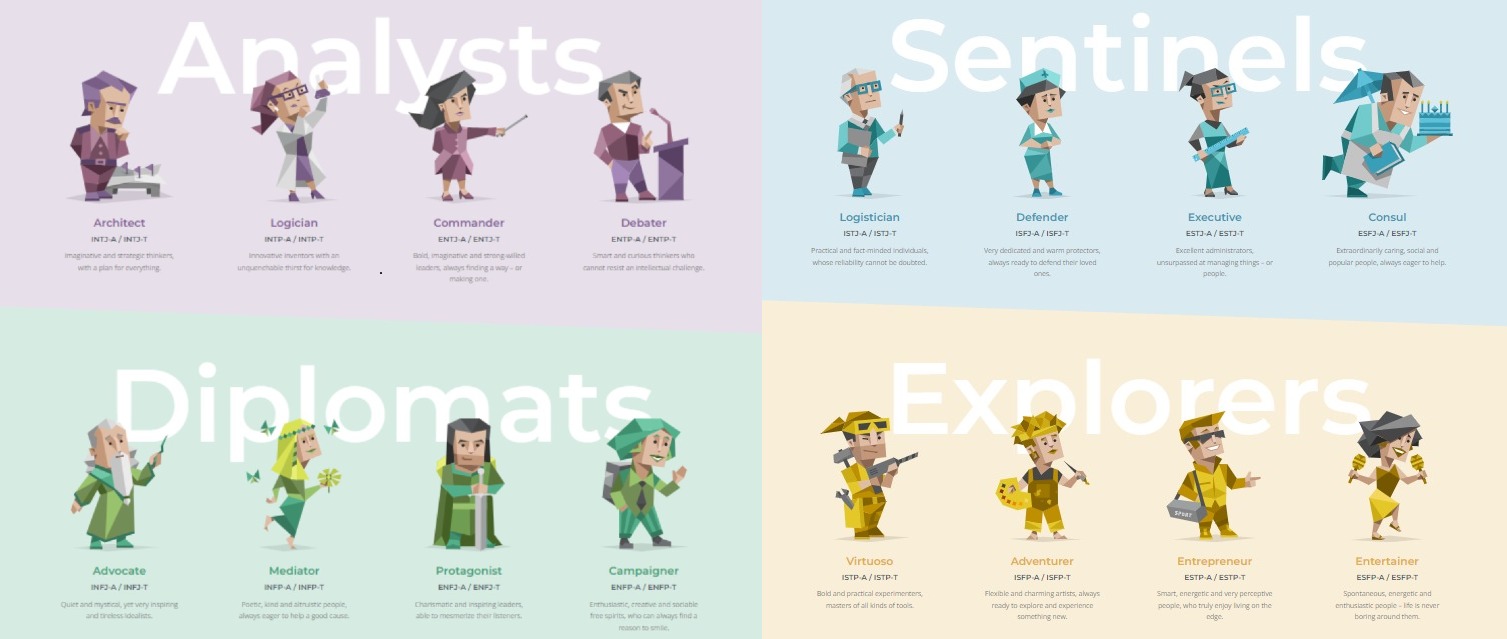 Analysts
Architect
INTJ-A / INTJ-T
Imaginative and strategic thinkers,
with a plan for everything.
Logician
INTP-A / INTP-T
Innovative inventors with an
unquenchable thirst for knowledge.
Commander
ENTJ-A / ENTJ-T
Bold, imaginative and strong-willed
leaders, always finding a way – or
making one.
Debater
ENTP-A / ENTP-T
Smart and curious thinkers who
cannot resist an intellectual challenge.
Sentinels
Logistician
ISTJ-A / ISTJ-T
Practical and fact-minded individuals,
whose reliability cannot be doubted.
Defender
ISFJ-A / ISFJ-T
Very dedicated and warm protectors,
always ready to defend their loved
ones.
Executive
ESTJ-A / ESTJ-T
Excellent administrators,
unsurpassed at managing things – or
people.
Consul
ESFJ-A / ESFJ-T
Extraordinarily caring, social and
popular people, always eager to help.
Diplomats
Advocate
INFJ-A / INFJ-T
Quiet and mystical, yet very inspiring
and tireless idealists.
Mediator
INFP-A / INFP-T
Poetic, kind and altruistic people,
always eager to help a good cause.
Protagonist
ENFJ-A / ENFJ-T
Charismatic and inspiring leaders,
able to mesmerize their listeners.
Campaigner
ENFP-A / ENFP-T
Enthusiastic, creative and sociable
free spirits, who can always find a
reason to smile.
Explorers
Virtuoso
ISTP-A / ISTP-T
Bold and practical experimenters,
masters of all kinds of tools.
Adventurer
ISFP-A / ISFP-T
Flexible and charming artists, always
ready to explore and experience
something new.
SPORT
Entrepreneur
ESTP-A / ESTP-T
Smart, energetic and very perceptive
people, who truly enjoy living on the
edge.
Entertainer
ESFP-A / ESFP-T
Spontaneous, energetic and
enthusiastic people – life is never
boring around them.